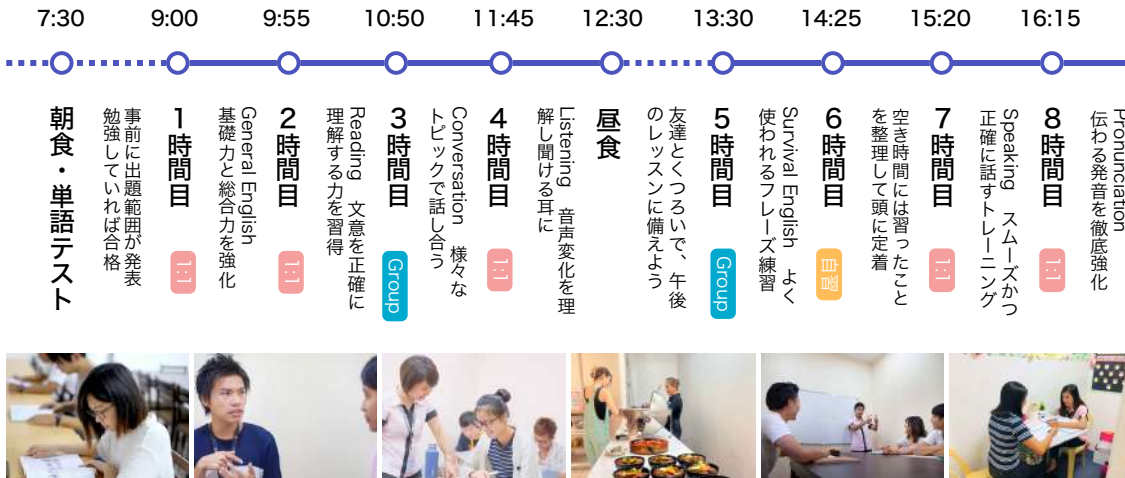 7:30
9:00
9:55
10:50
11:45
12:30
13:30
14:25
15:20
16:15
朝食・単語テスト
事前に出題範囲が発表
勉強していれば合格
1時間目
1:1
General English
基礎力と総合力を強化
2時間目
1:1
Reading　文意を正確に
理解する力を習得
3時間目
Group
Conversation　様々な
トピックで話し合う
4時間目
1:1
Listening　音声変化を理
解し聞ける耳に
昼食
友達とくつろいで、午後
のレッスンに備えよう
5時間目
Group
Survival English　よく
使われるフレーズ練習
6時間目
自習
空き時間には習ったこと
を整理して頭に定着
7時間目
1:1
Speaking　スムーズかつ
正確に話すトレーニング
8時間目
1:1
Pronunciation
伝わる発音を徹底強化